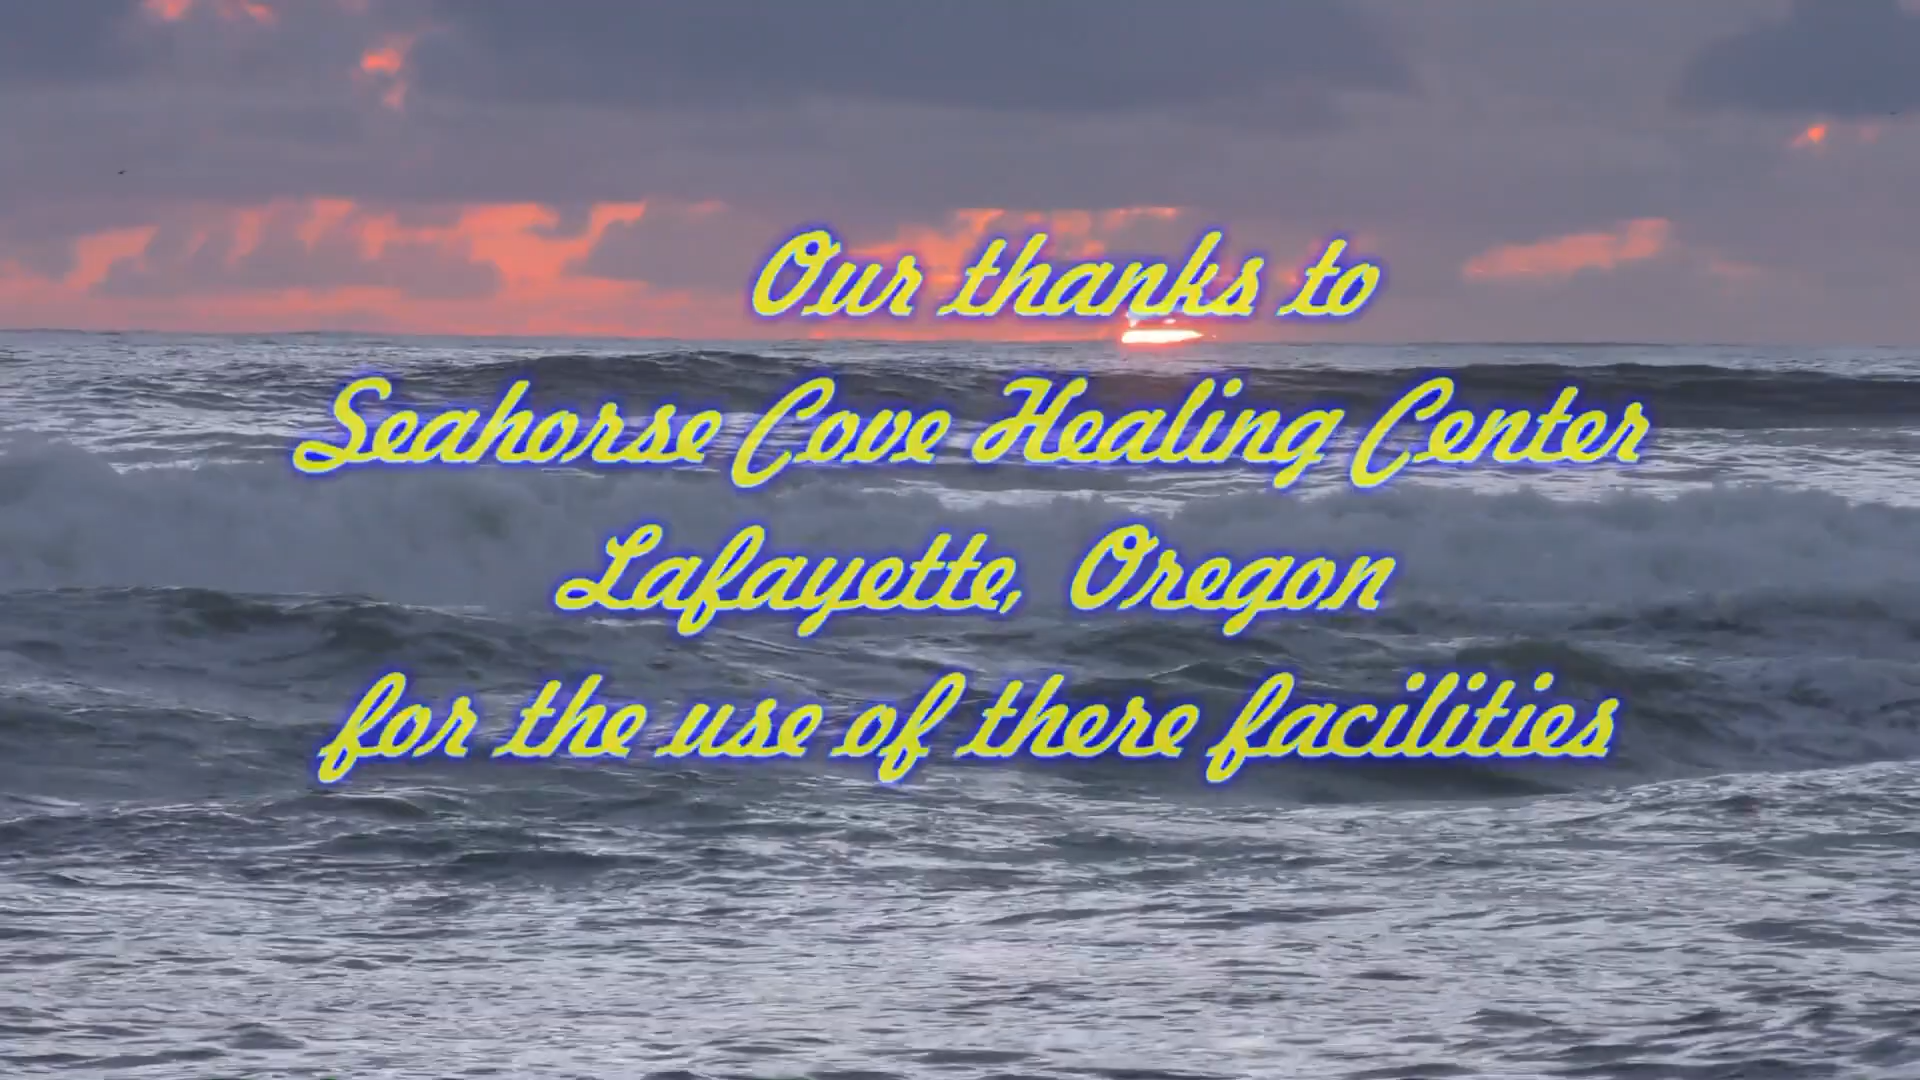 Our thanks to
Seahorse Cove Healing Center
Lafayette, Oregon
for the use of there facilities